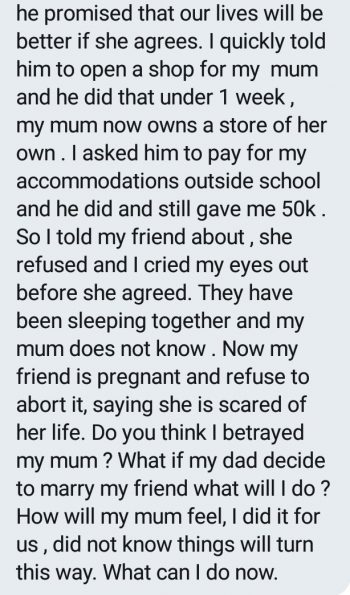 he promised that our lives will be
better if she agrees. I quickly told
him to open a shop for my  mum
and he did that under 1 week ,
my mum now owns a store of her
own . I asked him to pay for my
accommodations outside school
and he did and still gave me 50k .
So I told my friend about , she
refused and I cried my eyes out
before she agreed. They have
been sleeping together and my
mum does not know . Now my
friend is pregnant and refuse to
abort it, saying she is scared of
her life. Do you think I betrayed
my mum ? What if my dad decide
to marry my friend what will I do ?
How will my mum feel, I did it for
us , did not know things will turn
this way. What can I do now.